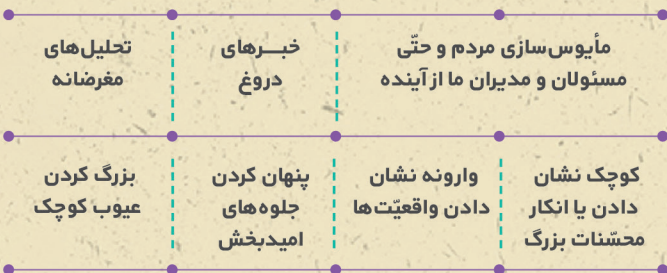 مأیوس‌سازی مردم و حتّی
مسئولان و مدیران ما از آینده
خبـرهای
دروغ
تحلیل‌های
مغرضانه
کوچک نشان
دادن یا انکار
محسّنات بزرگ
وارونه نشان
دادن واقعیّت‌ها
پنهان کردن
جلوه‌های
امیدبخش
بزرگ کردن
عیوب کوچک